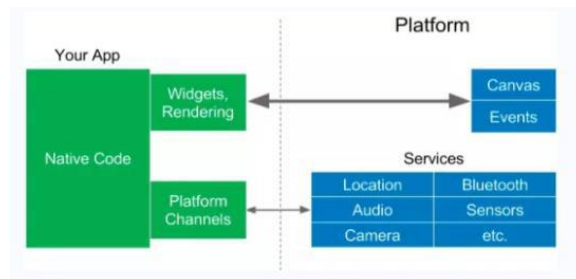 Platform
Your App
Widgets,
Rendering
Canvas
Events
Native Code
Services
Platform
Channels
Location
Bluetooth
Audio
Sensors
Camera
etc.